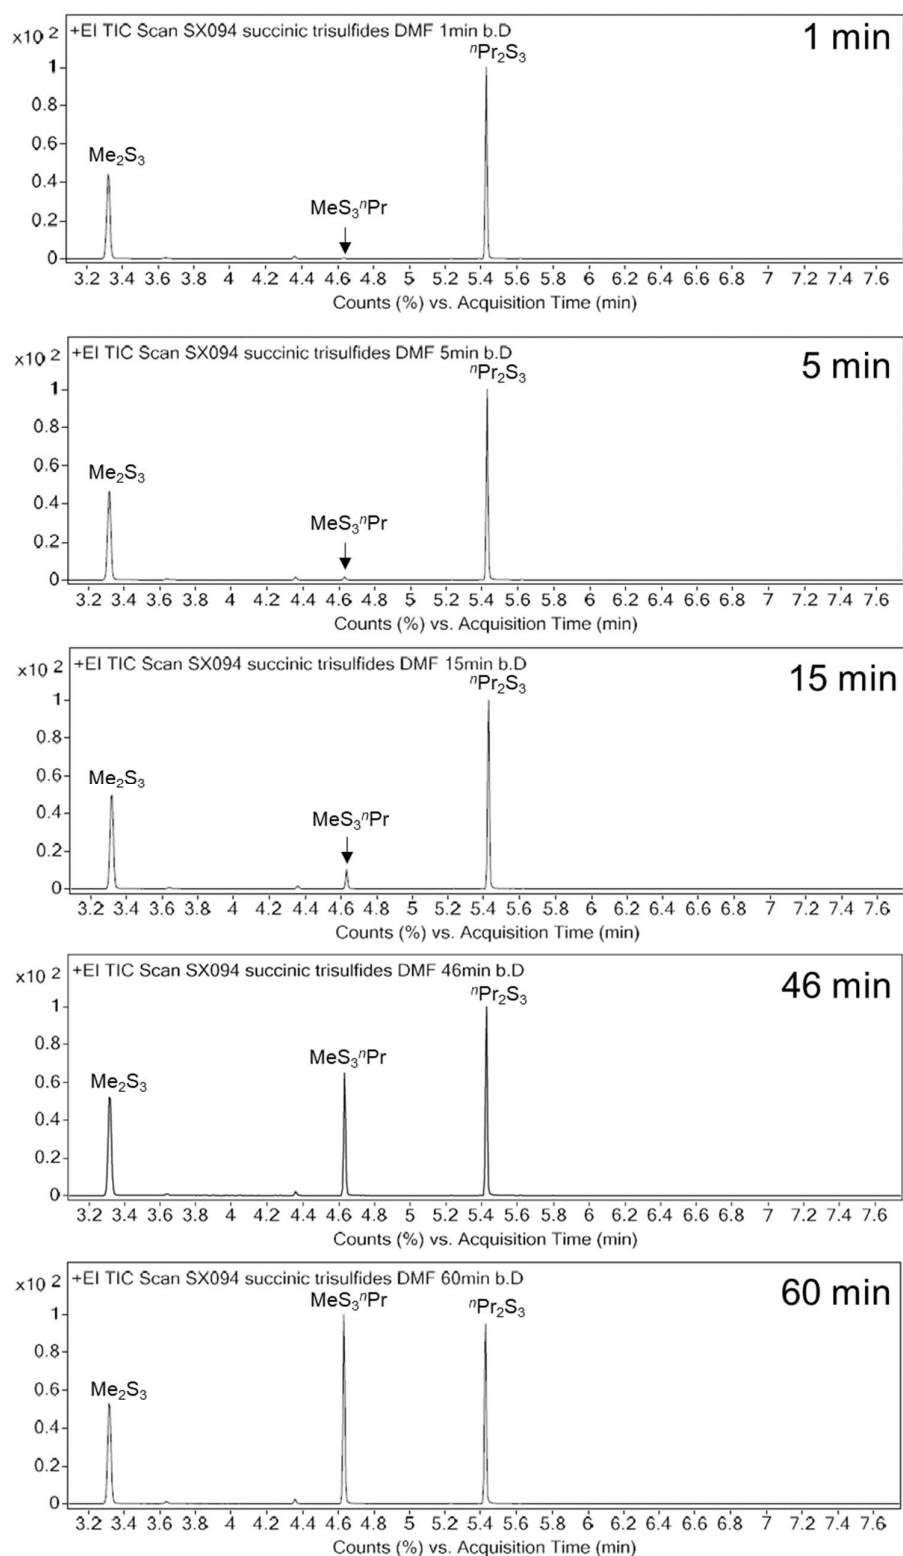 +EI TIC Scan SX094 succinic trisulfides DMF 1min b.D
1 min
x10 2
ⁿPr₂S₃
1
0.8
0.6
Me₂S₃
0.4
MeS₃ⁿPr
0.2
0
3.2 3.4 3.6 3.8 4 4.2 4.4 4.6 4.8 5 5.2 5.4 5.6 5.8 6 6.2 6.4 6.6 6.8 7 7.2 7.4 7.6
Counts (%) vs. Acquisition Time (min)
+EI TIC Scan SX094 succinic trisulfides DMF 5min b.D
5 min
x10 2
ⁿPr₂S₃
1
0.8
0.6
Me₂S₃
0.4
MeS₃ⁿPr
0.2
0
3.2 3.4 3.6 3.8 4 4.2 4.4 4.6 4.8 5 5.2 5.4 5.6 5.8 6 6.2 6.4 6.6 6.8 7 7.2 7.4 7.6
Counts (%) vs. Acquisition Time (min)
+EI TIC Scan SX094 succinic trisulfides DMF 15min b.D
15 min
x10 2
ⁿPr₂S₃
1
0.8
0.6
Me₂S₃
0.4
MeS₃ⁿPr
0.2
0
3.2 3.4 3.6 3.8 4 4.2 4.4 4.6 4.8 5 5.2 5.4 5.6 5.8 6 6.2 6.4 6.6 6.8 7 7.2 7.4 7.6
Counts (%) vs. Acquisition Time (min)
+EI TIC Scan SX094 succinic trisulfides DMF 46min b.D
46 min
x10 2
ⁿPr₂S₃
1
0.8
MeS₃ⁿPr
0.6
Me₂S₃
0.4
0.2
0
3.2 3.4 3.6 3.8 4 4.2 4.4 4.6 4.8 5 5.2 5.4 5.6 5.8 6 6.2 6.4 6.6 6.8 7 7.2 7.4 7.6
Counts (%) vs. Acquisition Time (min)
+EI TIC Scan SX094 succinic trisulfides DMF 60min b.D
60 min
x10 2
MeS₃ⁿPr
ⁿPr₂S₃
1
0.8
0.6
Me₂S₃
0.4
0.2
0
3.2 3.4 3.6 3.8 4 4.2 4.4 4.6 4.8 5 5.2 5.4 5.6 5.8 6 6.2 6.4 6.6 6.8 7 7.2 7.4 7.6
Counts (%) vs. Acquisition Time (min)